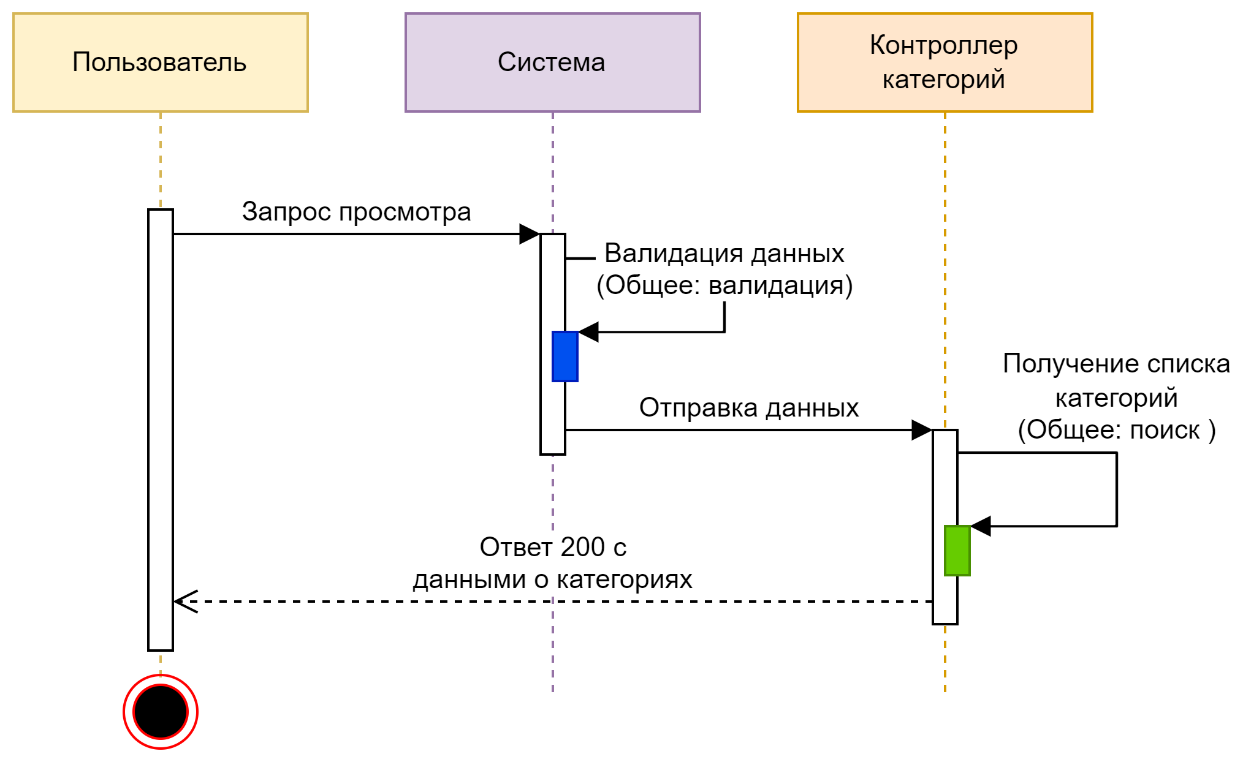 Пользователь
Система
Контроллер
категорий
Запрос просмотра
Валидация данных
(Общее: валидация)
Получение списка
категорий
(Общее: поиск )
Отправка данных
Ответ 200 с
данными о категориях